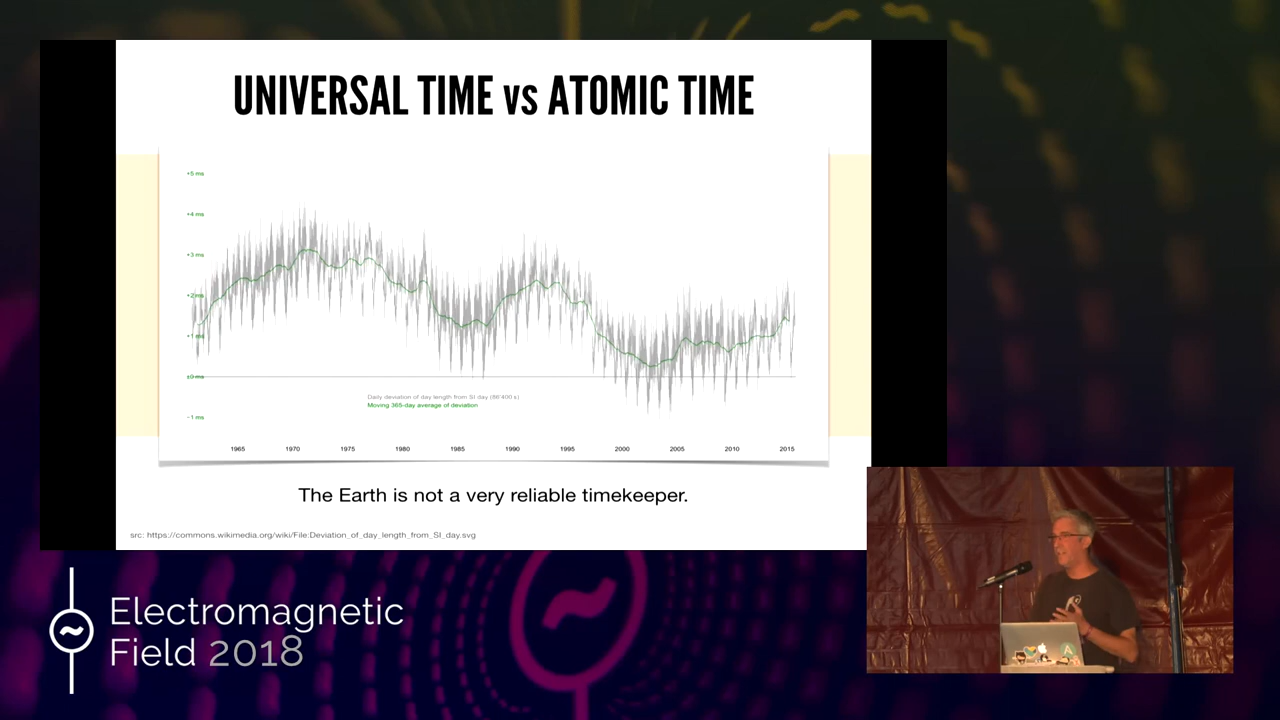 UNIVERSAL TIME vs ATOMIC TIME
+5 ms
+4 ms
+3 ms
+2 ms
+1 ms
±0 ms
−1 ms
Daily deviation of day length from SI day (86'400 s)
Moving 365-day average of deviation
1965 1970 1975 1980 1985 1990 1995 2000 2005 2010 2015
The Earth is not a very reliable timekeeper.
src: https://commons.wikimedia.org/wiki/File:Deviation_of_day_length_from_SI_day.svg
Electromagnetic
Field 2018